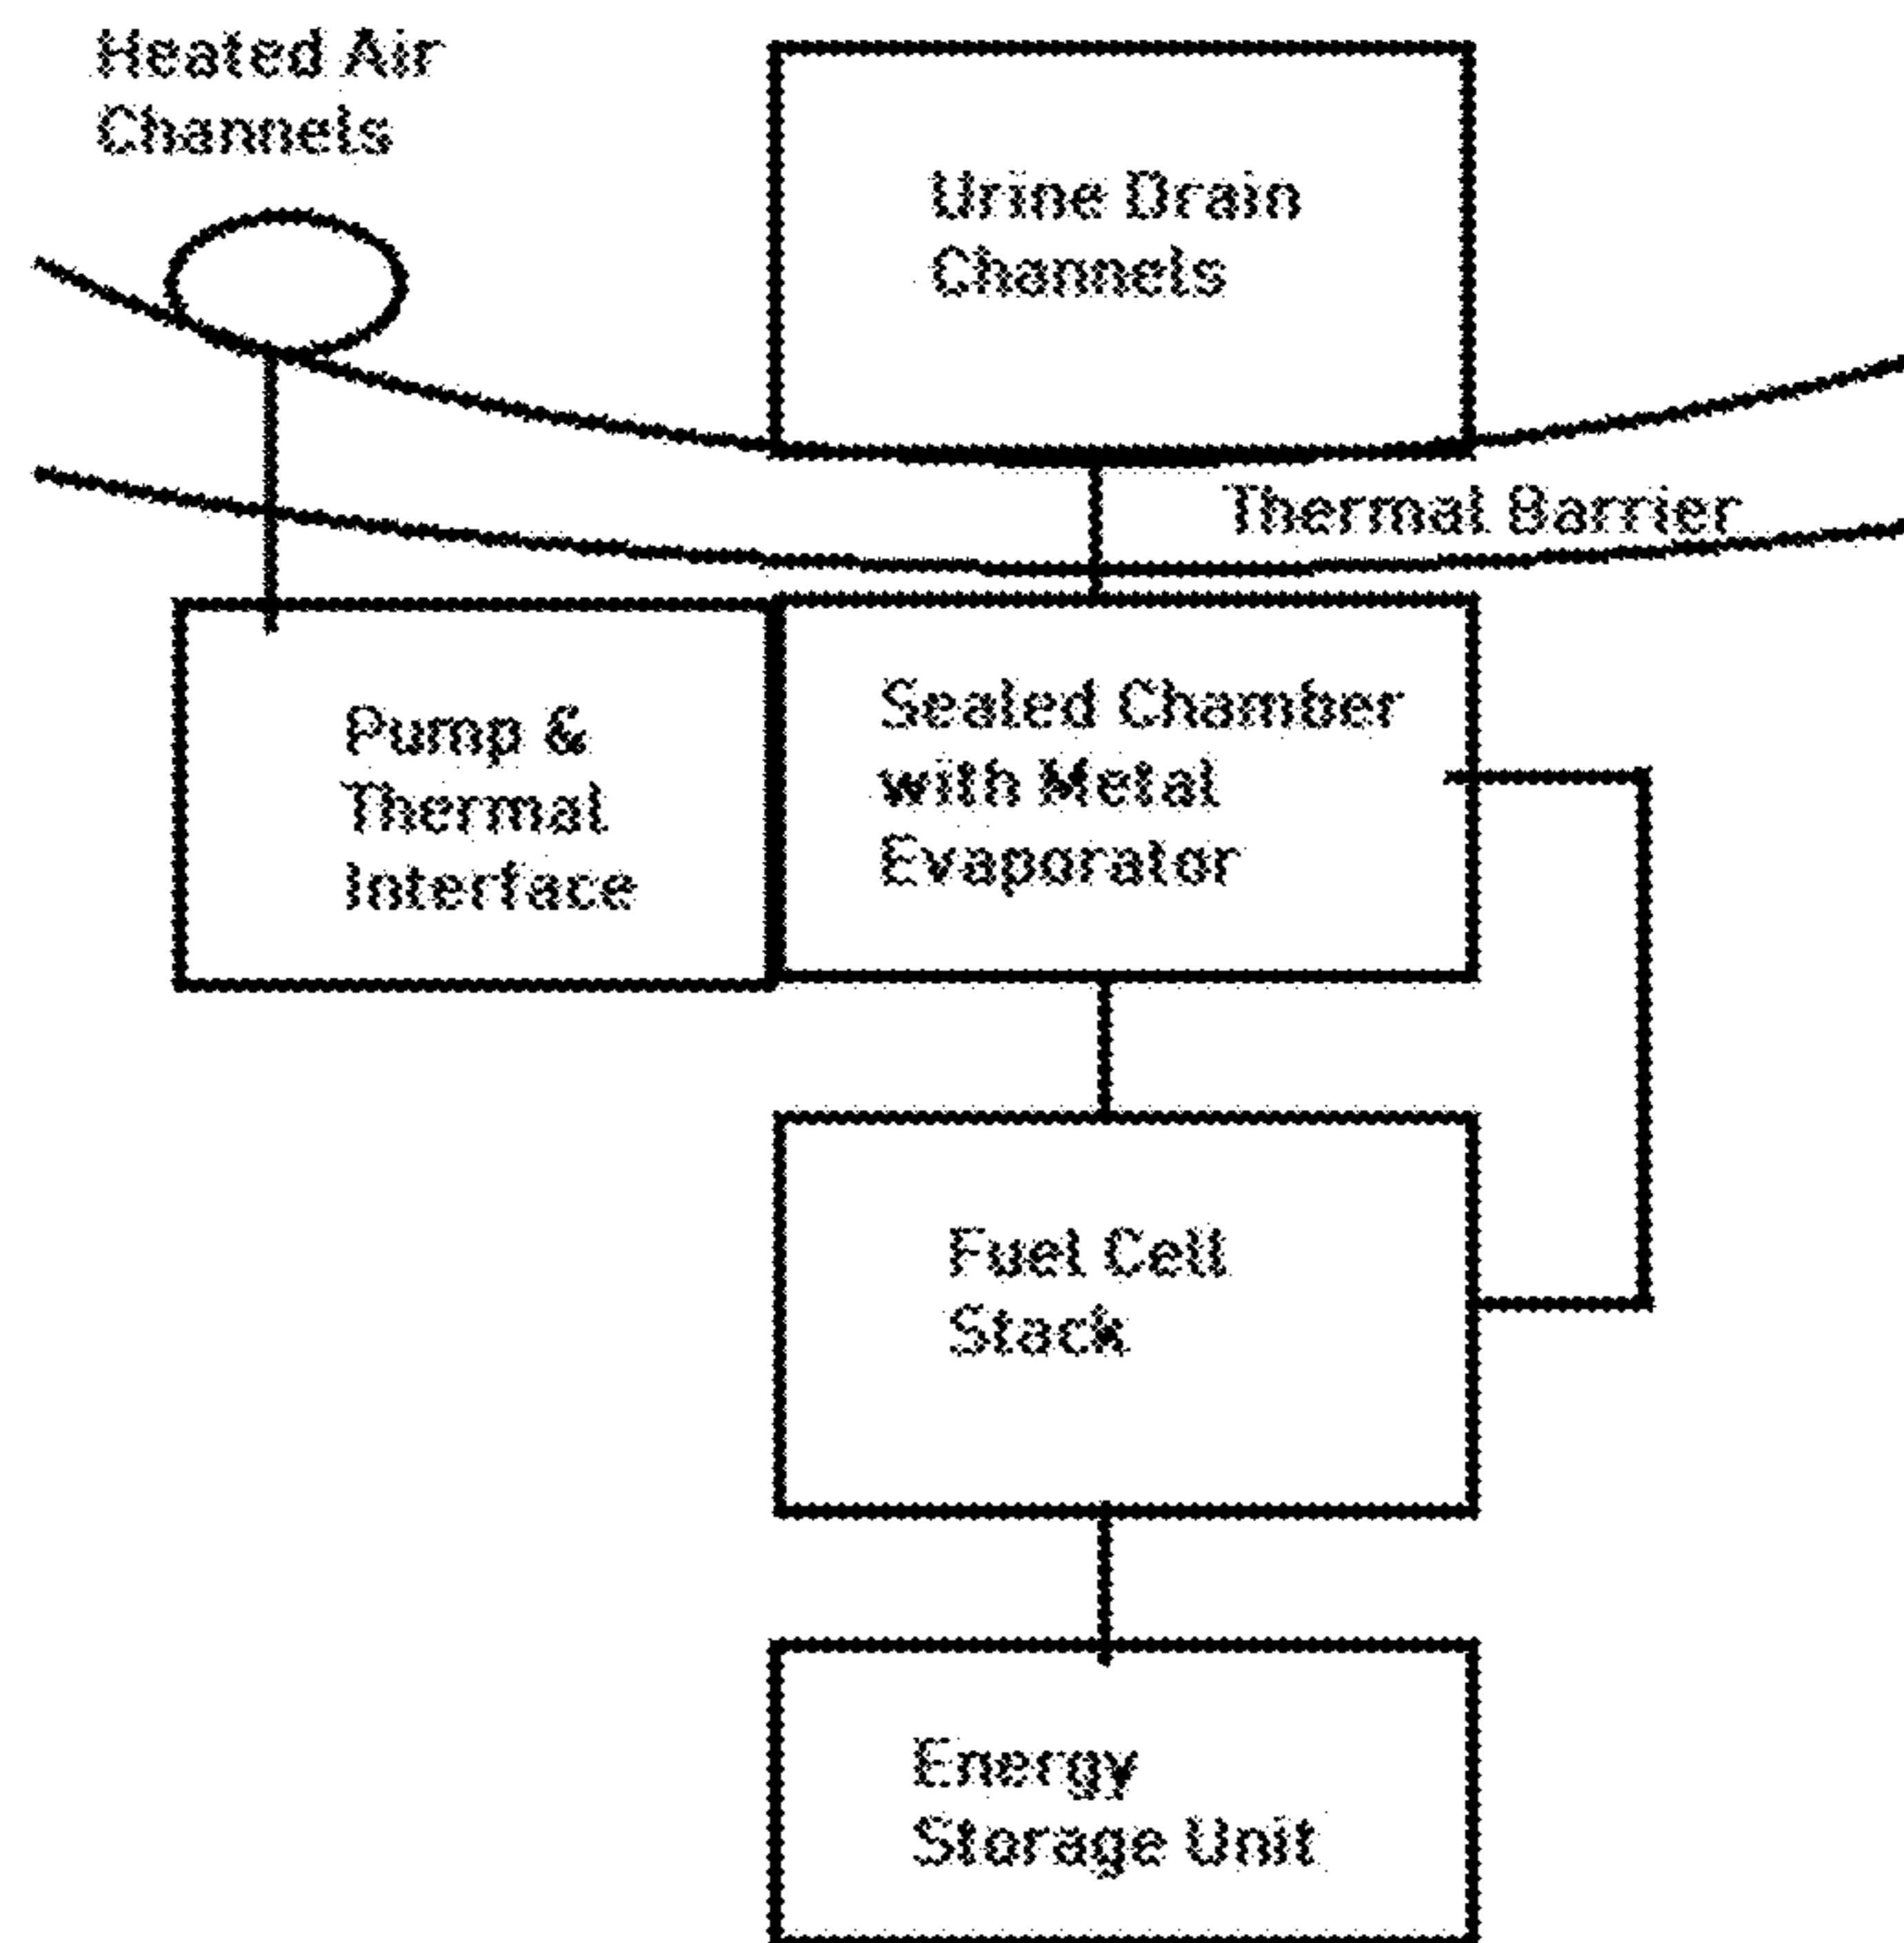 Heated Air
Channels
Urine Drain
Channels
Thermal Barrier
Pump &
Thermal
Interface
Sealed Chamber
with Metal
Evaporator
Fuel Cell
Stack
Energy
Storage Unit